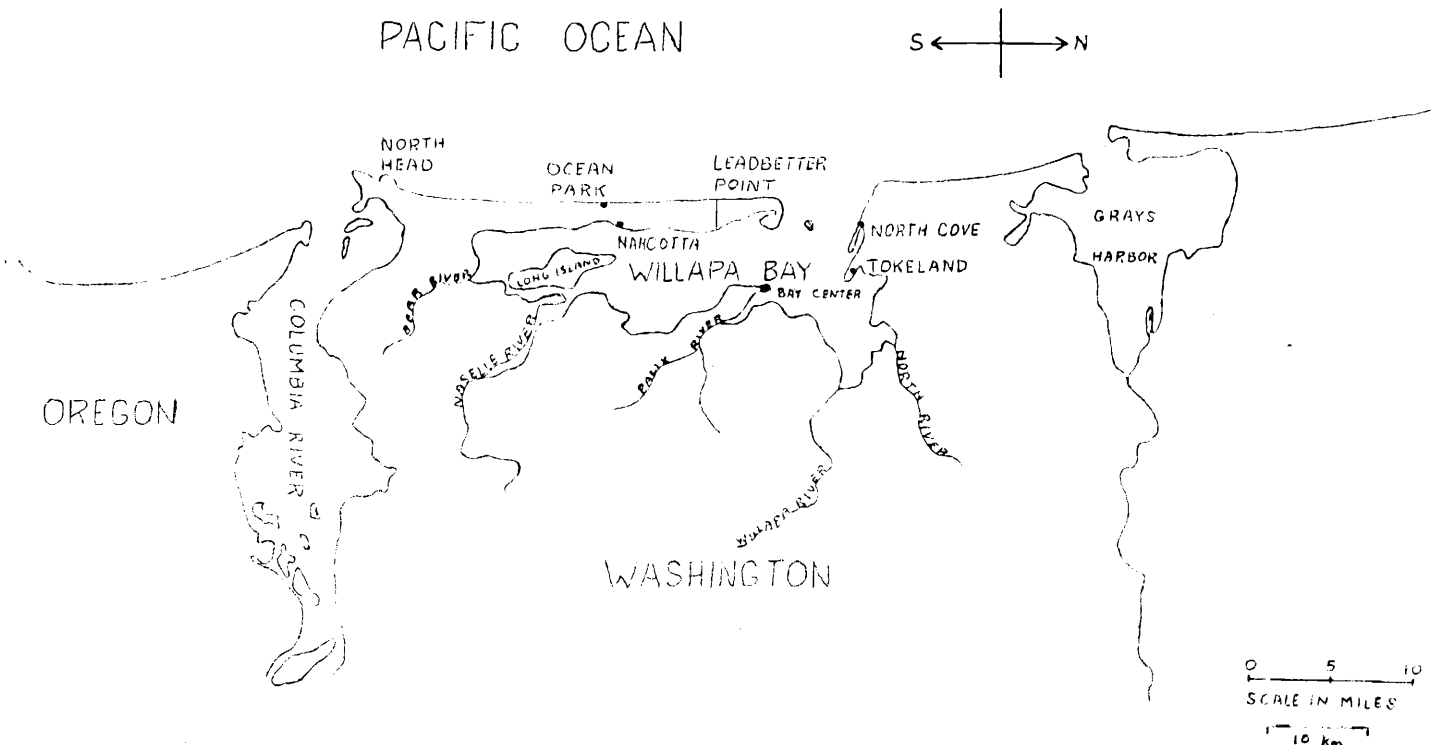 PACIFIC OCEAN
S N
NORTH
HEAD
OCEAN
PARK
LEADBETTER
POINT
NAHCOTTA
LONG ISLAND
WILLAPA BAY
NORTH COVE
TOKELAND
BAY CENTER
GRAYS
HARBOR
BEAR RIVER
NASELLE RIVER
PALIX RIVER
NORTH RIVER
WILLAPA RIVER
COLUMBIA RIVER
OREGON
WASHINGTON
0 5 10
SCALE IN MILES
10 km